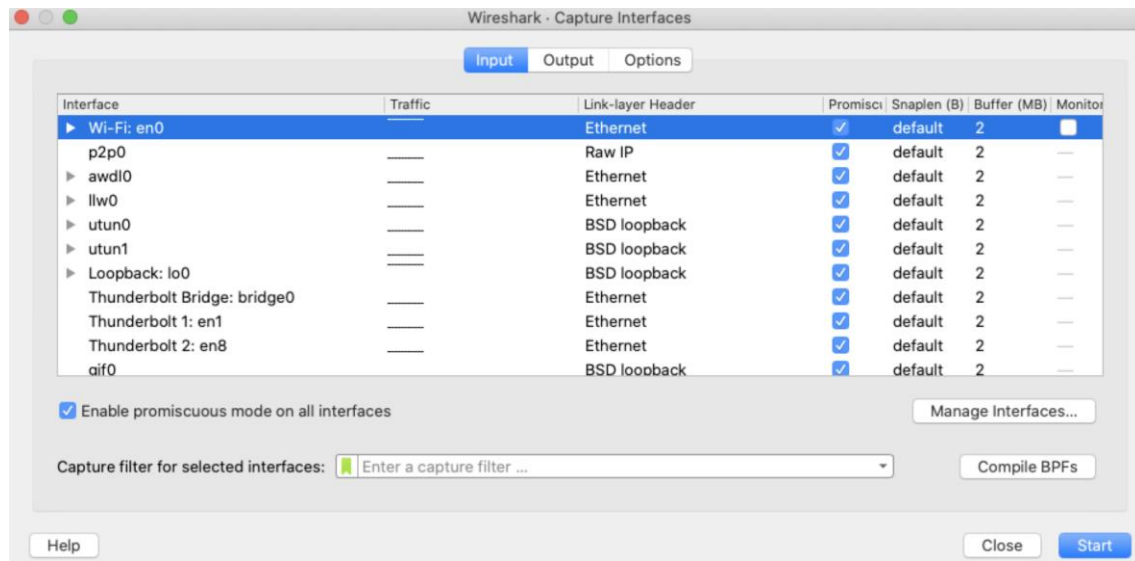 Wireshark · Capture Interfaces
Input Output Options
Interface Traffic Link-layer Header Promisc Snaplen (B) Buffer (MB) Monitor
Wi-Fi: en0 Ethernet default 2
p2p0 Raw IP default 2 —
awdl0 Ethernet default 2 —
llw0 Ethernet default 2 —
utun0 BSD loopback default 2 —
utun1 BSD loopback default 2 —
Loopback: lo0 BSD loopback default 2 —
Thunderbolt Bridge: bridge0 Ethernet default 2 —
Thunderbolt 1: en1 Ethernet default 2 —
Thunderbolt 2: en8 Ethernet default 2 —
gif0 BSD loopback default 2 —
Enable promiscuous mode on all interfaces Manage Interfaces...
Capture filter for selected interfaces: Enter a capture filter ... Compile BPFs
Help Close Start